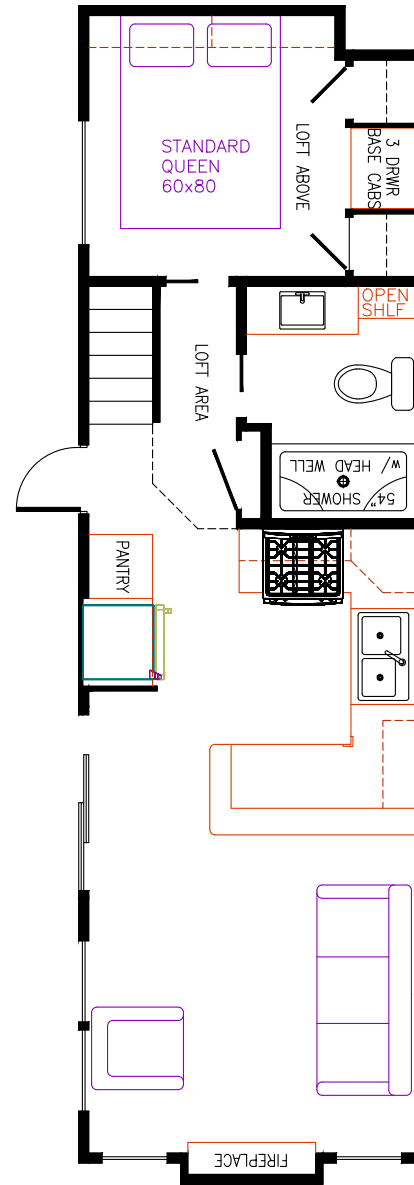 STANDARD
QUEEN
60x80
LOFT ABOVE
3 DRWR
BASE CABS
OPEN
SHLF
LOFT AREA
54" SHOWER
W/ HEAD WELL
PANTRY
FIREPLACE